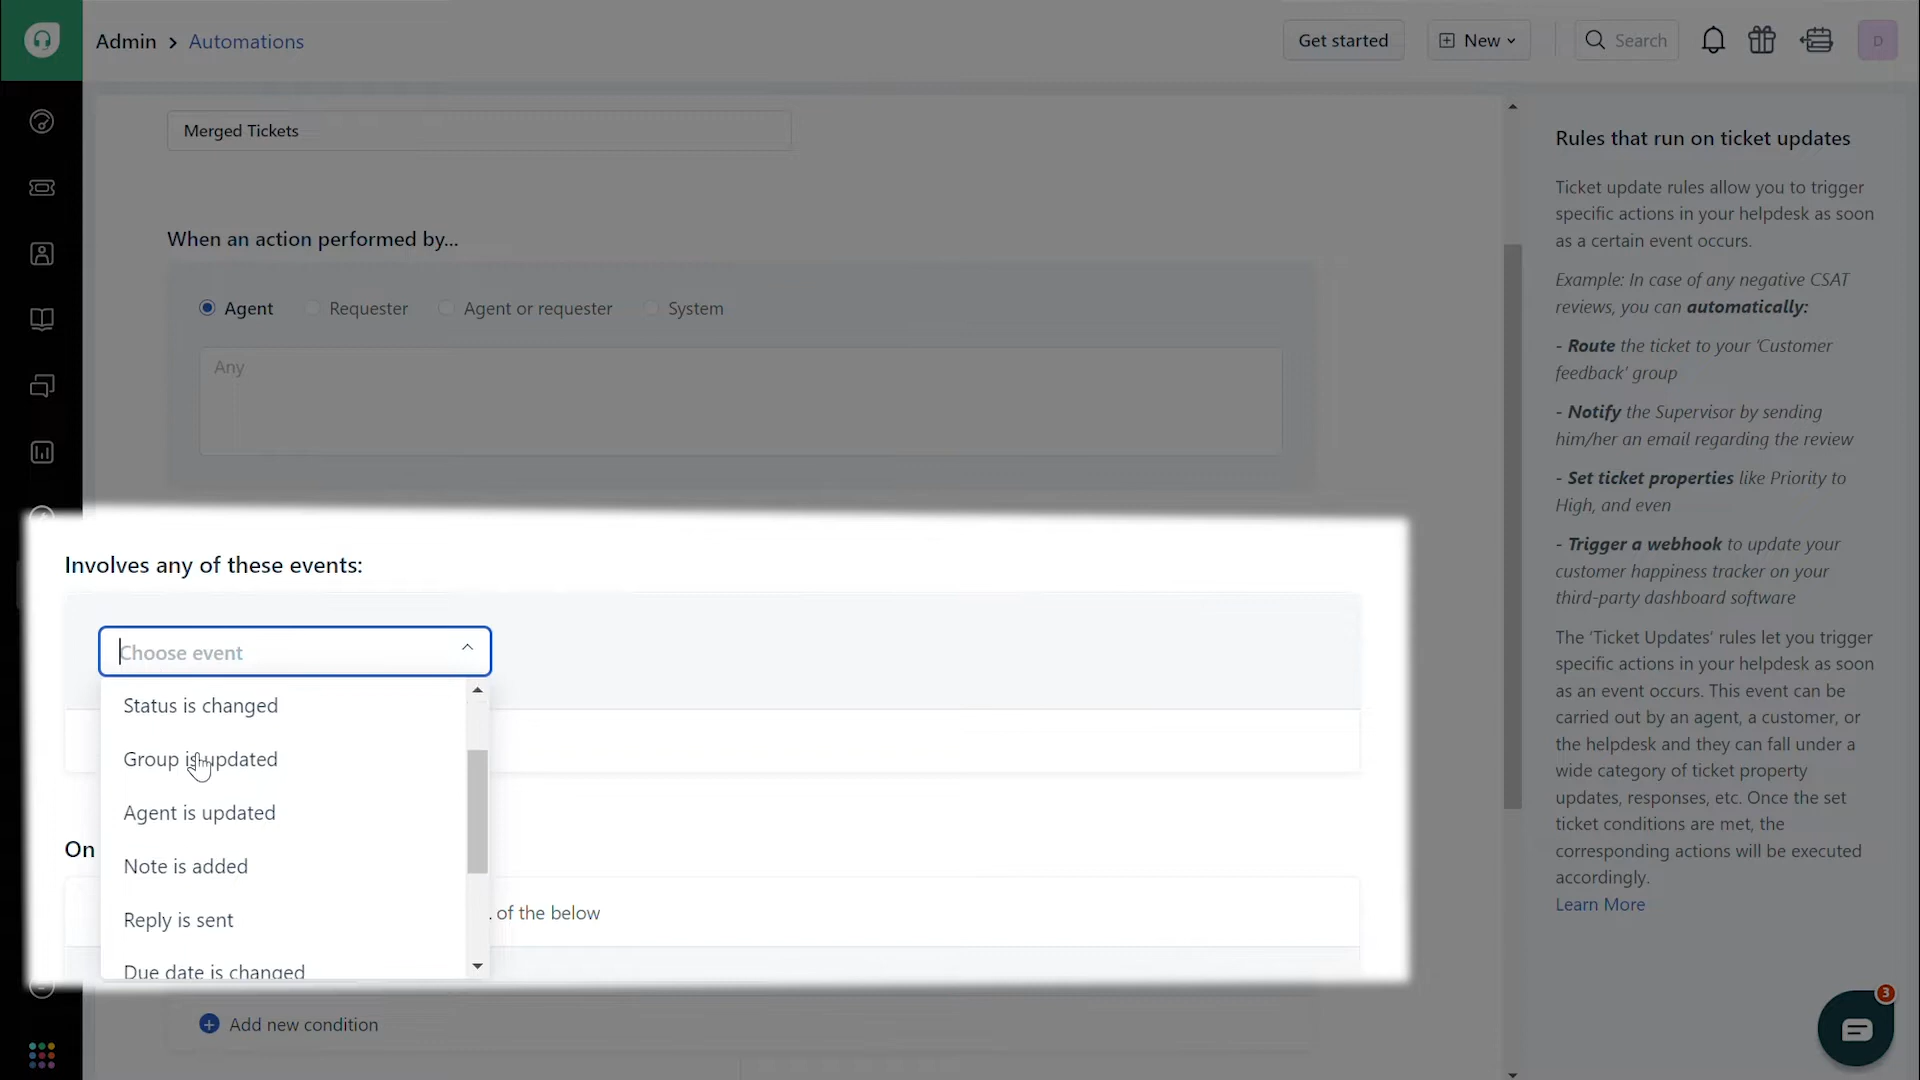 Admin > Automations
Get started
New
Search
D
Merged Tickets
When an action performed by...
Agent
Requester
Agent or requester
System
Any
Involves any of these events:
Choose event
Status is changed
Group is updated
Agent is updated
Note is added
Reply is sent
Due date is changed
On
. of the below
Add new condition
Rules that run on ticket updates
Ticket update rules allow you to trigger
specific actions in your helpdesk as soon
as a certain event occurs.
Example: In case of any negative CSAT
reviews, you can automatically:
- Route the ticket to your 'Customer
feedback' group
- Notify the Supervisor by sending
him/her an email regarding the review
- Set ticket properties like Priority to
High, and even
- Trigger a webhook to update your
customer happiness tracker on your
third-party dashboard software
The 'Ticket Updates' rules let you trigger
specific actions in your helpdesk as soon
as an event occurs. This event can be
carried out by an agent, a customer, or
the helpdesk and they can fall under a
wide category of ticket property
updates, responses, etc. Once the set
ticket conditions are met, the
corresponding actions will be executed
accordingly.
Learn More
3